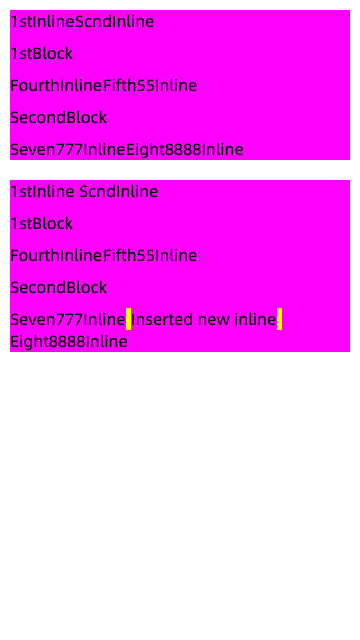 1stInlineScndInline
1stBlock
FourthInlineFifth55Inline
SecondBlock
Seven777InlineEight8888Inline
1stInline ScndInline
1stBlock
FourthInlineFifth55Inline
SecondBlock
Seven777Inline Inserted new inline
Eight8888Inline